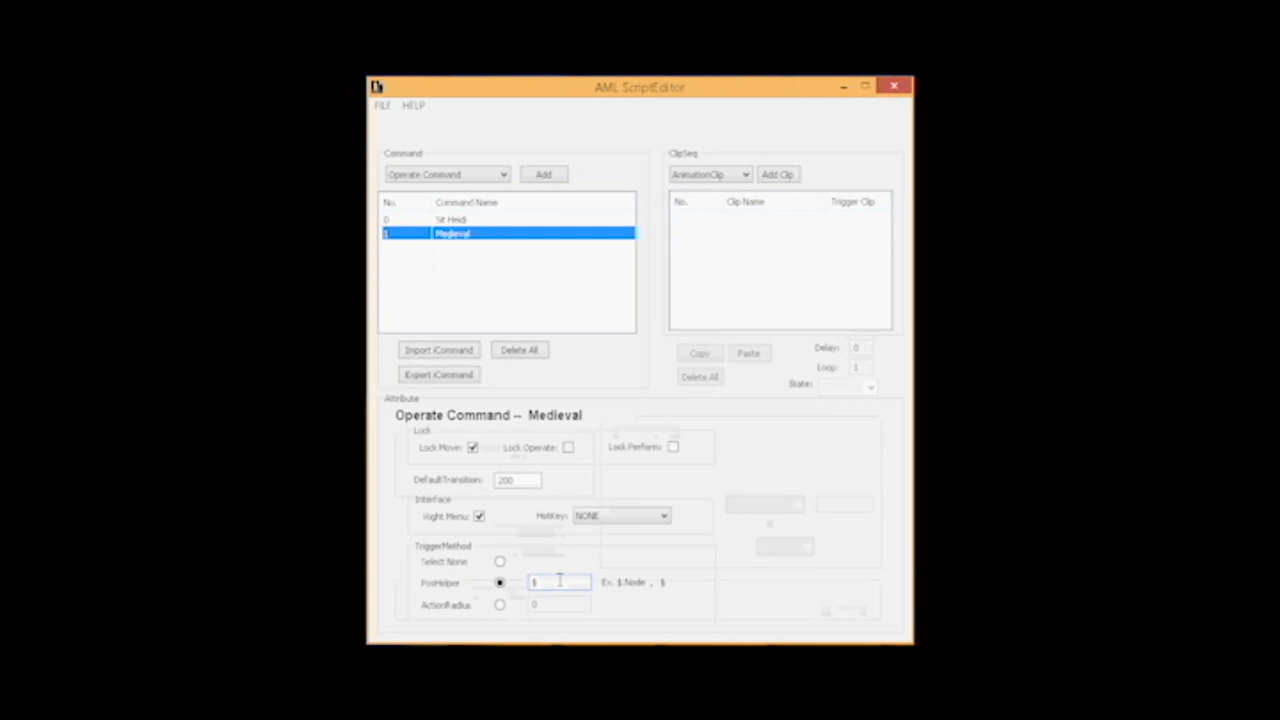 AML ScriptEditor
FILE HELP
Command
ClipSeq
Operate Command Add
AnimationClip Add Clip
No. Command Name
No. Clip Name Trigger Clip
0 Sit Heidi
1 Medieval
Import iCommand Delete All
Copy Paste
Delay: 0
Loop: 1
Export iCommand
Delete All
State:
Attribute
Operate Command -- Medieval
Lock
Lock Move: Lock Operate: Lock Perform:
DefaultTransition: 200
Interface
Right Menu: HotKey: NONE
TriggerMethod
Select None
PosHelper $ Ex. $.Node , $
ActionRadius 0